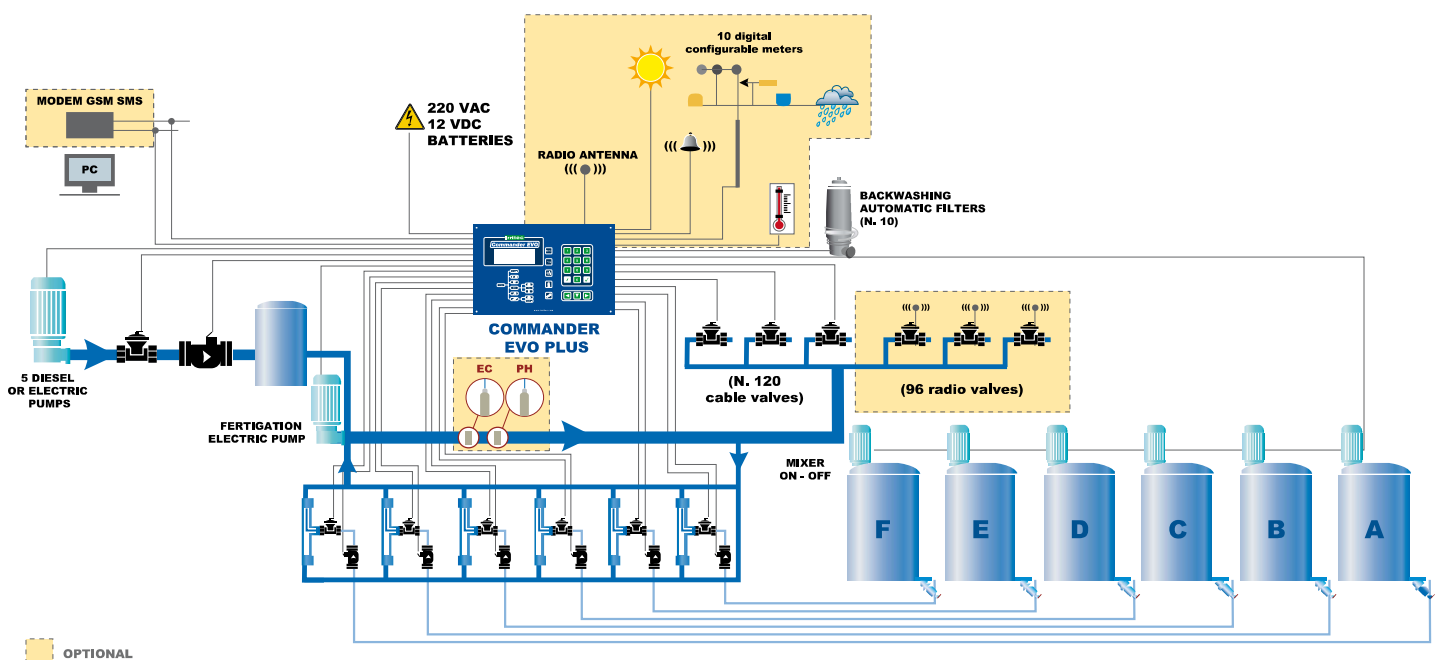 10 digital
configurable meters
MODEM GSM SMS
PC
220 VAC
12 VDC
BATTERIES
RADIO ANTENNA
((( )))
((( )))
BACKWASHING
AUTOMATIC FILTERS
(N. 10)
Commander EVO
COMMANDER
EVO PLUS
((( )))
((( )))
((( )))
5 DIESEL
OR ELECTRIC
PUMPS
EC
PH
(N. 120
cable valves)
(96 radio valves)
FERTIGATION
ELECTRIC PUMP
MIXER
ON - OFF
F
E
D
C
B
A
OPTIONAL